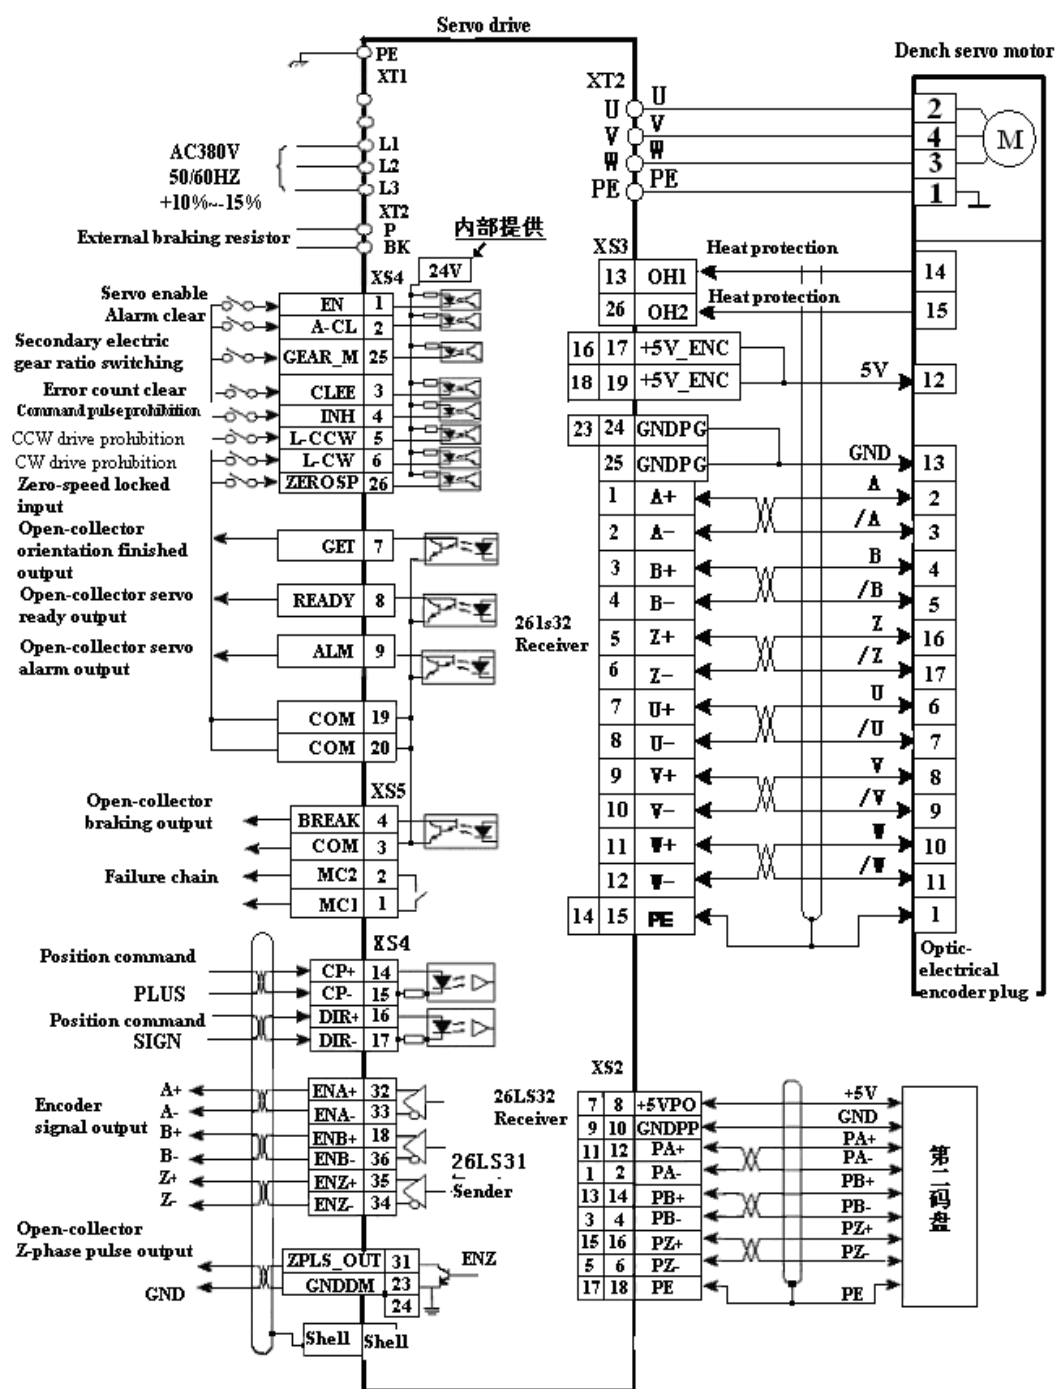 Servo drive
PE
XT1
L1
AC380V
L2
50/60HZ
L3
+10%~-15%
XT2
P
External braking resistor
BK
内部提供
XS4
24V
Servo enable
EN 1
Alarm clear
A-CL 2
Secondary electric
gear ratio switching
GEAR_M 25
Error count clear
CLEE 3
Command pulse prohibition
INH 4
CCW drive prohibition
L-CCW 5
CW drive prohibition
L-CW 6
Zero-speed locked
input
ZEROSP 26
Open-collector
orientation finished
output
GET 7
Open-collector servo
ready output
READY 8
Open-collector servo
alarm output
ALM 9
COM 19
COM 20
XS5
Open-collector
braking output
BREAK 4
COM 3
Failure chain
MC2 2
MC1 1
XS4
Position command
PLUS
CP+ 14
CP- 15
Position command
SIGN
DIR+ 16
DIR- 17
Encoder
signal output
A+ ENA+ 32
A- ENA- 33
B+ ENB+ 18
B- ENB- 36
Z+ ENZ+ 35
Z- ENZ- 34
26LS31
Sender
Open-collector
Z-phase pulse output
ZPLS_OUT 31
ENZ
GND
GNDDM 23
24
Shell Shell
Dench servo motor
XT2
U U 2
V V 4
W W 3
M
PE PE 1
XS3
13 OH1 Heat protection 14
26 OH2 Heat protection 15
16 17 +5V_ENC
18 19 +5V_ENC 5V 12
23 24 GNDPG
25 GNDPG GND 13
261s32
Receiver
1 A+ A 2
2 A- /A 3
3 B+ B 4
4 B- /B 5
5 Z+ Z 16
6 Z- /Z 17
7 U+ U 6
8 U- /U 7
9 V+ V 8
10 V- /V 9
11 W+ W 10
12 W- /W 11
14 15 PE 1
Optic-
electrical
encoder plug
XS2
26LS32
Receiver
7 8 +5VPO +5V
9 10 GNDPP GND
11 12 PA+ PA+
1 2 PA- PA-
13 14 PB+ PB+
3 4 PB- PB-
15 16 PZ+ PZ+
5 6 PZ- PZ-
17 18 PE PE
第二码盘